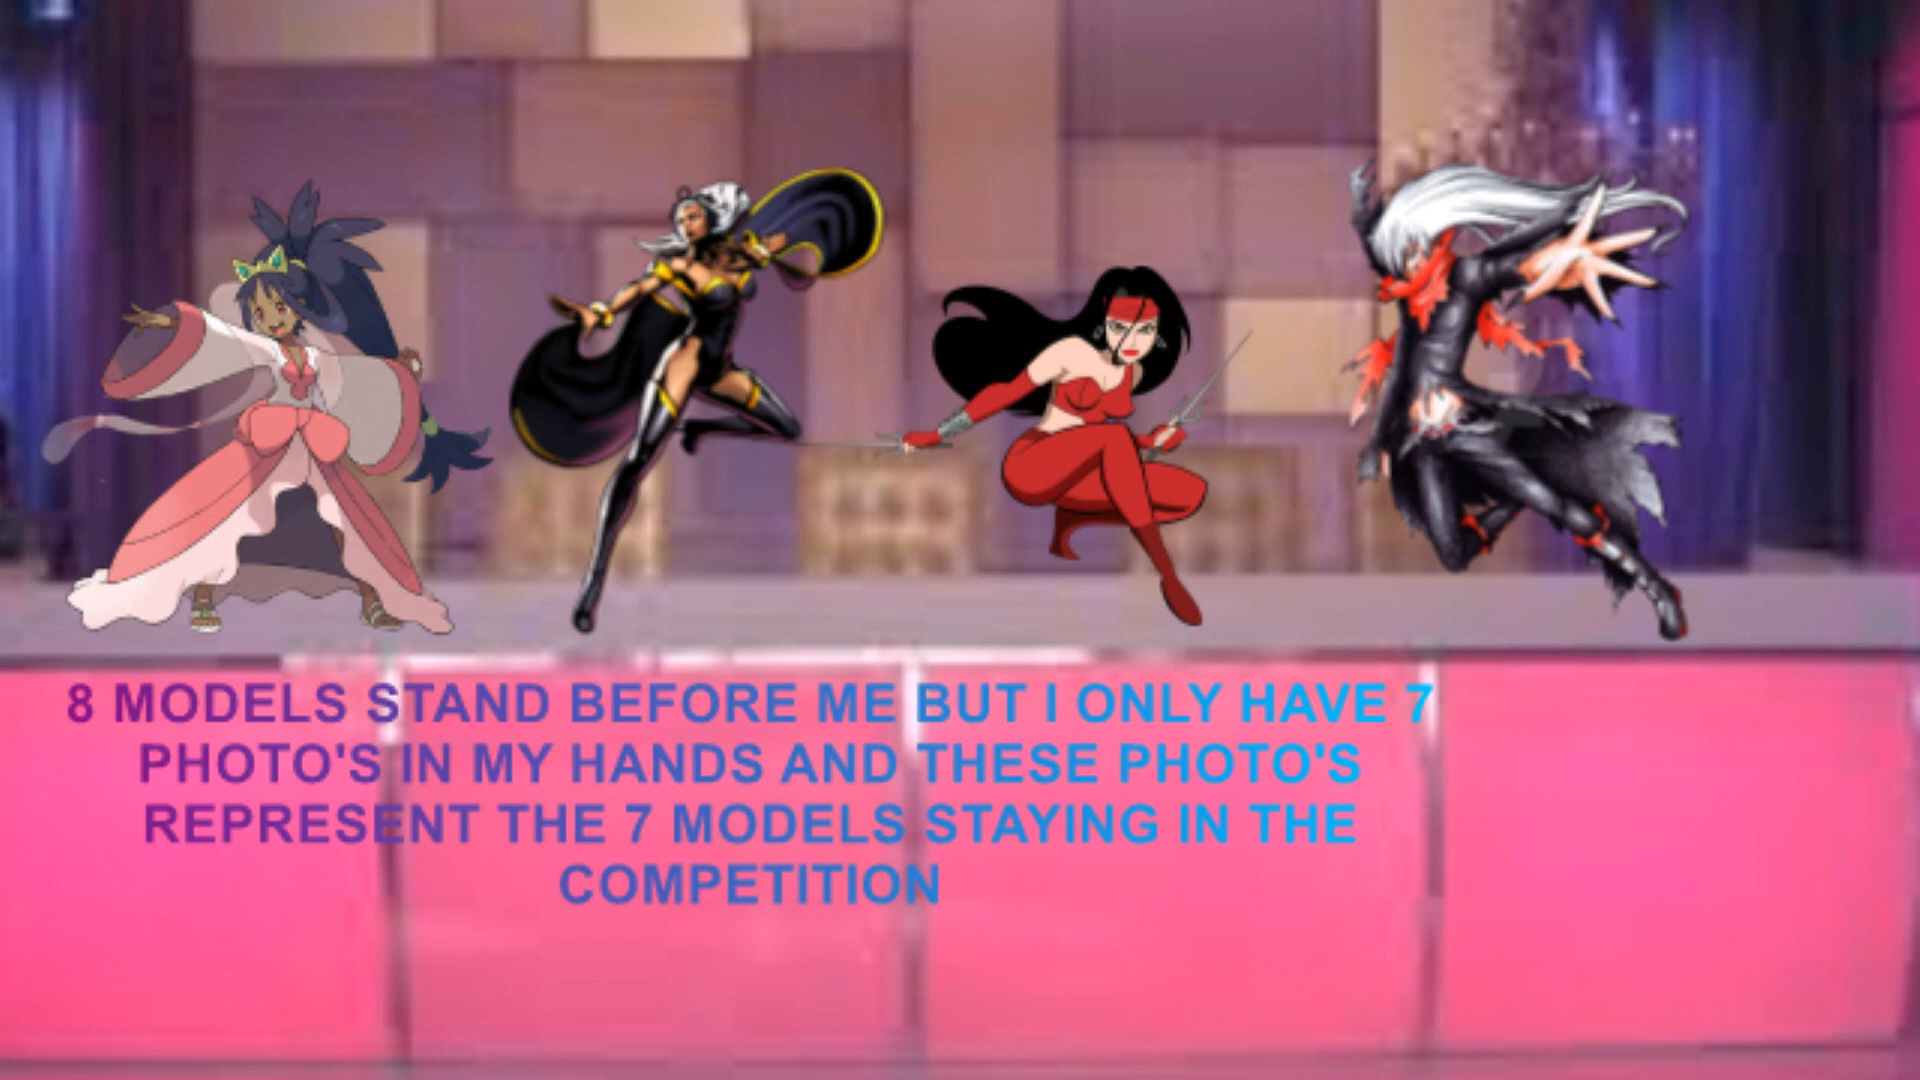 8 MODELS STAND BEFORE ME BUT I ONLY HAVE 7
PHOTO'S IN MY HANDS AND THESE PHOTO'S
REPRESENT THE 7 MODELS STAYING IN THE
COMPETITION